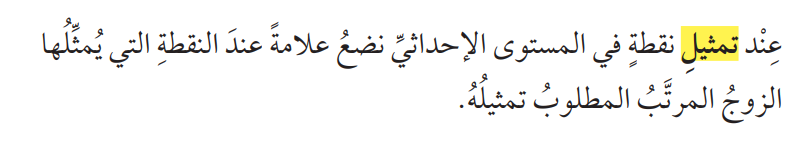 عِنْد تمثيلِ نقطةٍ في المستوى الإحداثيِّ نضعُ علامةً عندَ النقطةِ التي يُمثِّلُها
الزوجُ المرتَّبُ المطلوبُ تمثيلُهُ.